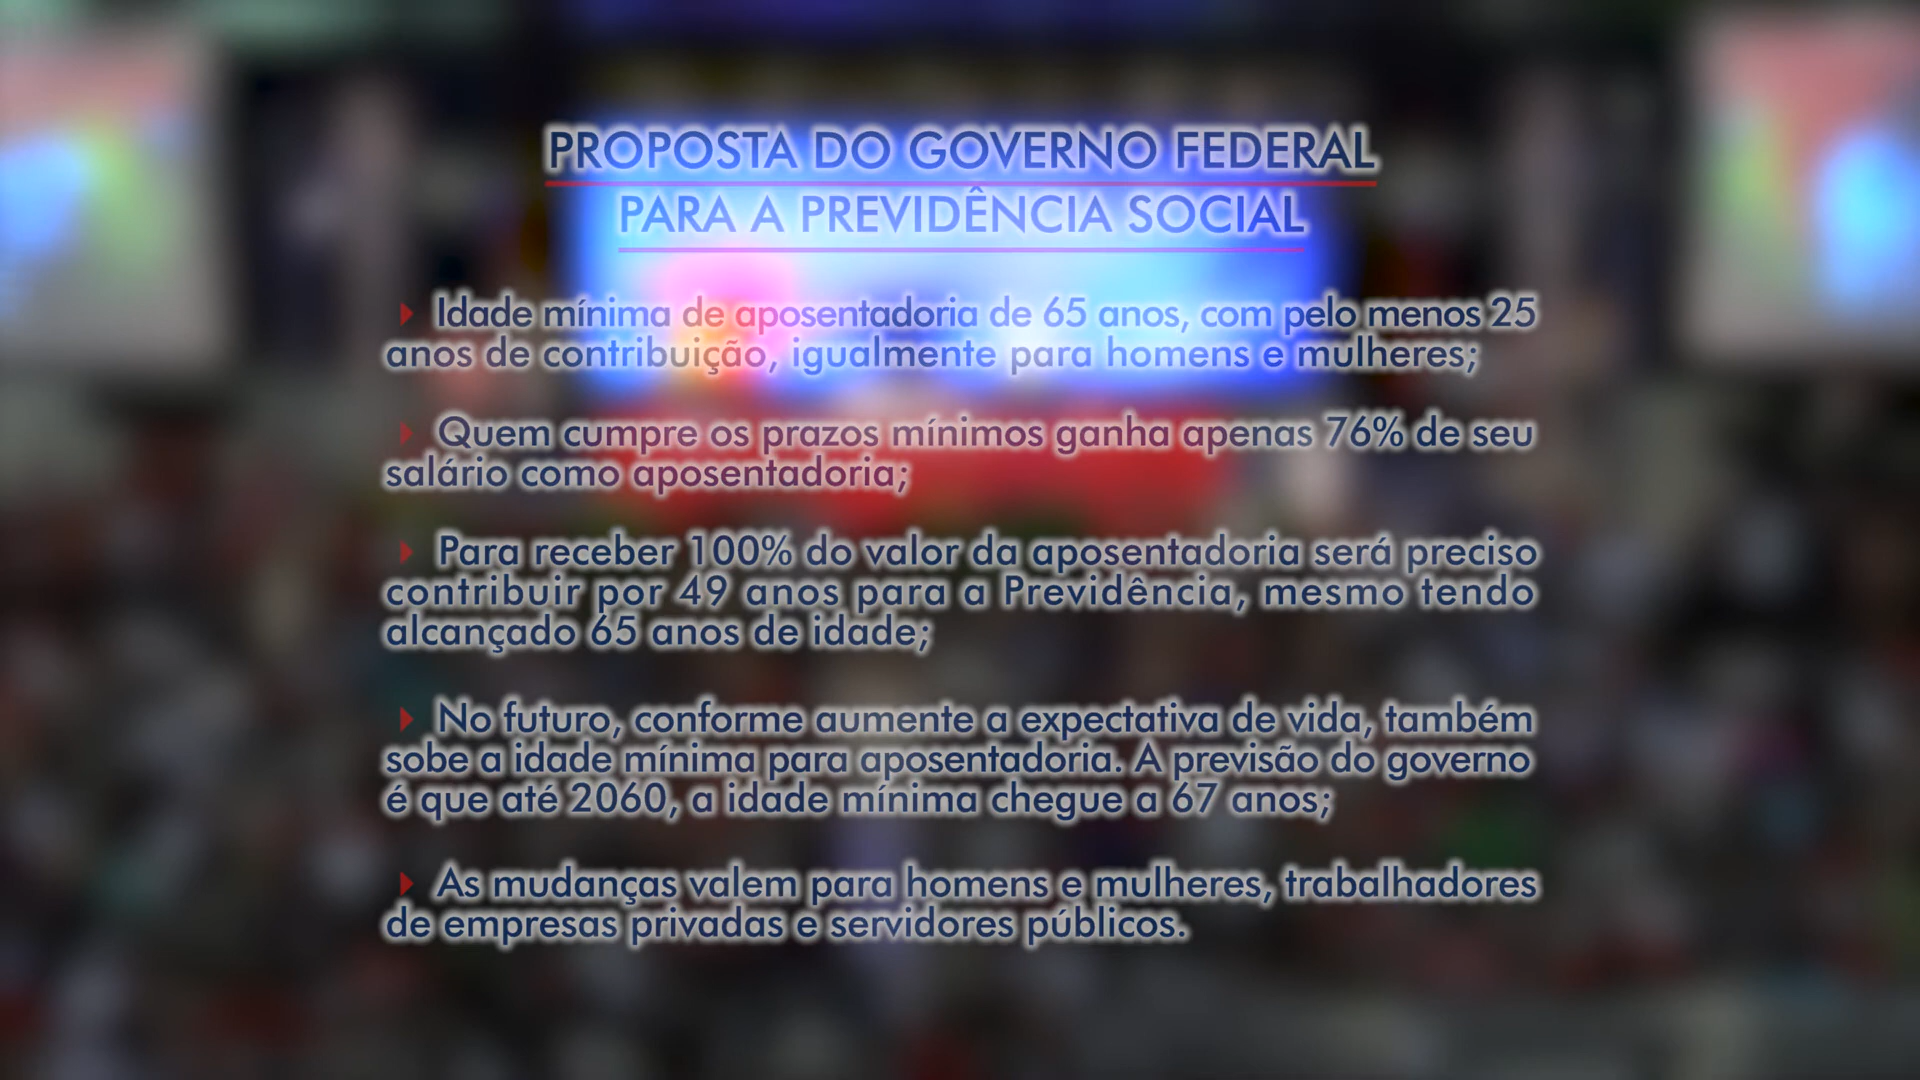 PROPOSTA DO GOVERNO FEDERAL
PARA A PREVIDÊNCIA SOCIAL
Idade mínima de aposentadoria de 65 anos, com pelo menos 25
anos de contribuição, igualmente para homens e mulheres;
Quem cumpre os prazos mínimos ganha apenas 76% de seu
salário como aposentadoria;
Para receber 100% do valor da aposentadoria será preciso
contribuir por 49 anos para a Previdência, mesmo tendo
alcançado 65 anos de idade;
No futuro, conforme aumente a expectativa de vida, também
sobe a idade mínima para aposentadoria. A previsão do governo
é que até 2060, a idade mínima chegue a 67 anos;
As mudanças valem para homens e mulheres, trabalhadores
de empresas privadas e servidores públicos.